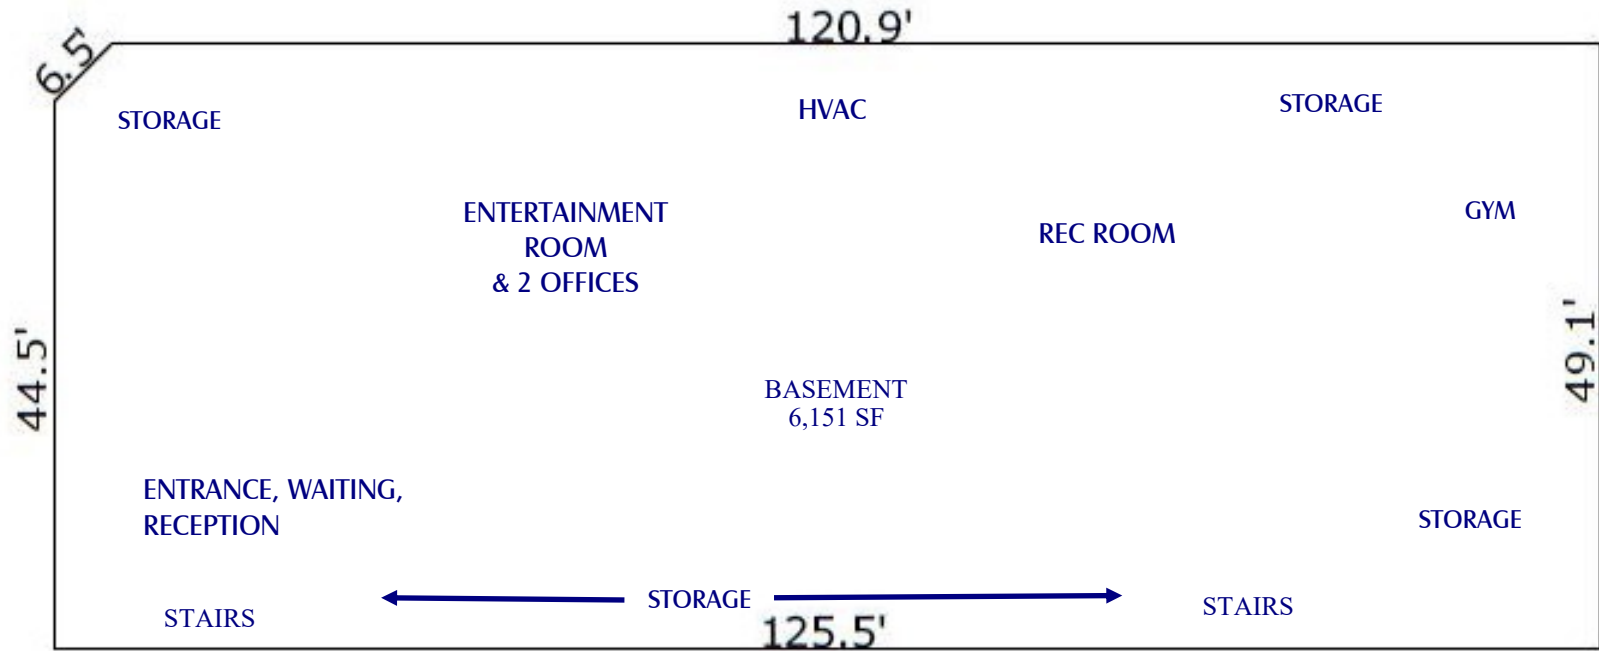 120.9'
6.5'
STORAGE
HVAC
STORAGE
ENTERTAINMENT
ROOM
& 2 OFFICES
REC ROOM
GYM
44.5'
49.1'
BASEMENT
6,151 SF
ENTRANCE, WAITING,
RECEPTION
STORAGE
STAIRS
STORAGE
STAIRS
125.5'